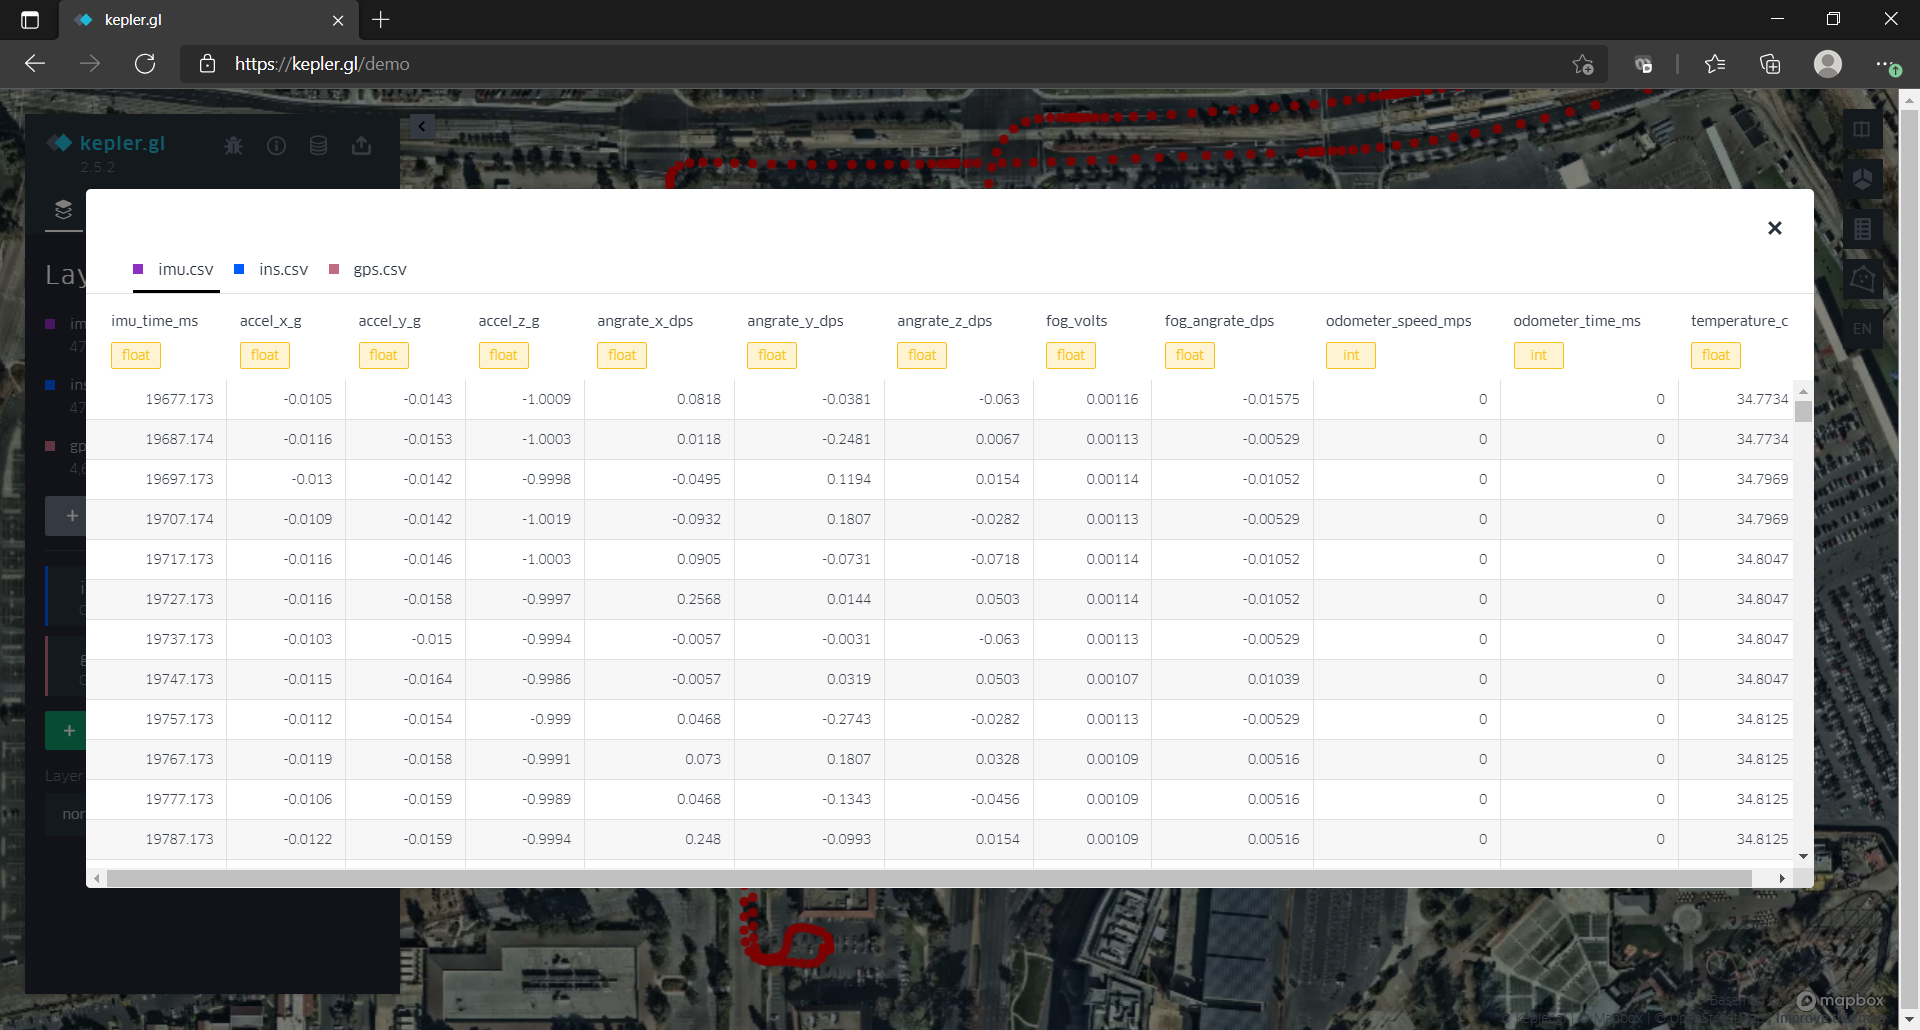 kepler.gl
https://kepler.gl/demo
kepler.gl
2.5.2
imu.csv ins.csv gps.csv
imu_time_ms accel_x_g accel_y_g accel_z_g angrate_x_dps angrate_y_dps angrate_z_dps fog_volts fog_angrate_dps odometer_speed_mps odometer_time_ms temperature_c
float float float float float float float float float int int float
19677.173 -0.0105 -0.0143 -1.0009 0.0818 -0.0381 -0.063 0.00116 -0.01575 0 0 34.7734
19687.174 -0.0116 -0.0153 -1.0003 0.0118 -0.2481 0.0067 0.00113 -0.00529 0 0 34.7734
19697.173 -0.013 -0.0142 -0.9998 -0.0495 0.1194 0.0154 0.00114 -0.01052 0 0 34.7969
19707.174 -0.0109 -0.0142 -1.0019 -0.0932 0.1807 -0.0282 0.00113 -0.00529 0 0 34.7969
19717.173 -0.0116 -0.0146 -1.0003 0.0905 -0.0731 -0.0718 0.00114 -0.01052 0 0 34.8047
19727.173 -0.0116 -0.0158 -0.9997 0.2568 0.0144 0.0503 0.00114 -0.01052 0 0 34.8047
19737.173 -0.0103 -0.015 -0.9994 -0.0057 -0.0031 -0.063 0.00113 -0.00529 0 0 34.8047
19747.173 -0.0115 -0.0164 -0.9986 -0.0057 0.0319 0.0503 0.00107 0.01039 0 0 34.8047
19757.173 -0.0112 -0.0154 -0.999 0.0468 -0.2743 -0.0282 0.00113 -0.00529 0 0 34.8125
19767.173 -0.0119 -0.0158 -0.9991 0.073 0.1807 0.0328 0.00109 0.00516 0 0 34.8125
19777.173 -0.0106 -0.0159 -0.9989 0.0468 -0.1343 -0.0456 0.00109 0.00516 0 0 34.8125
19787.173 -0.0122 -0.0159 -0.9994 0.248 -0.0993 0.0154 0.00109 0.00516 0 0 34.8125
Lay
im
47
EN
ins
47
gp
4,6
Layer
nor
mapbox